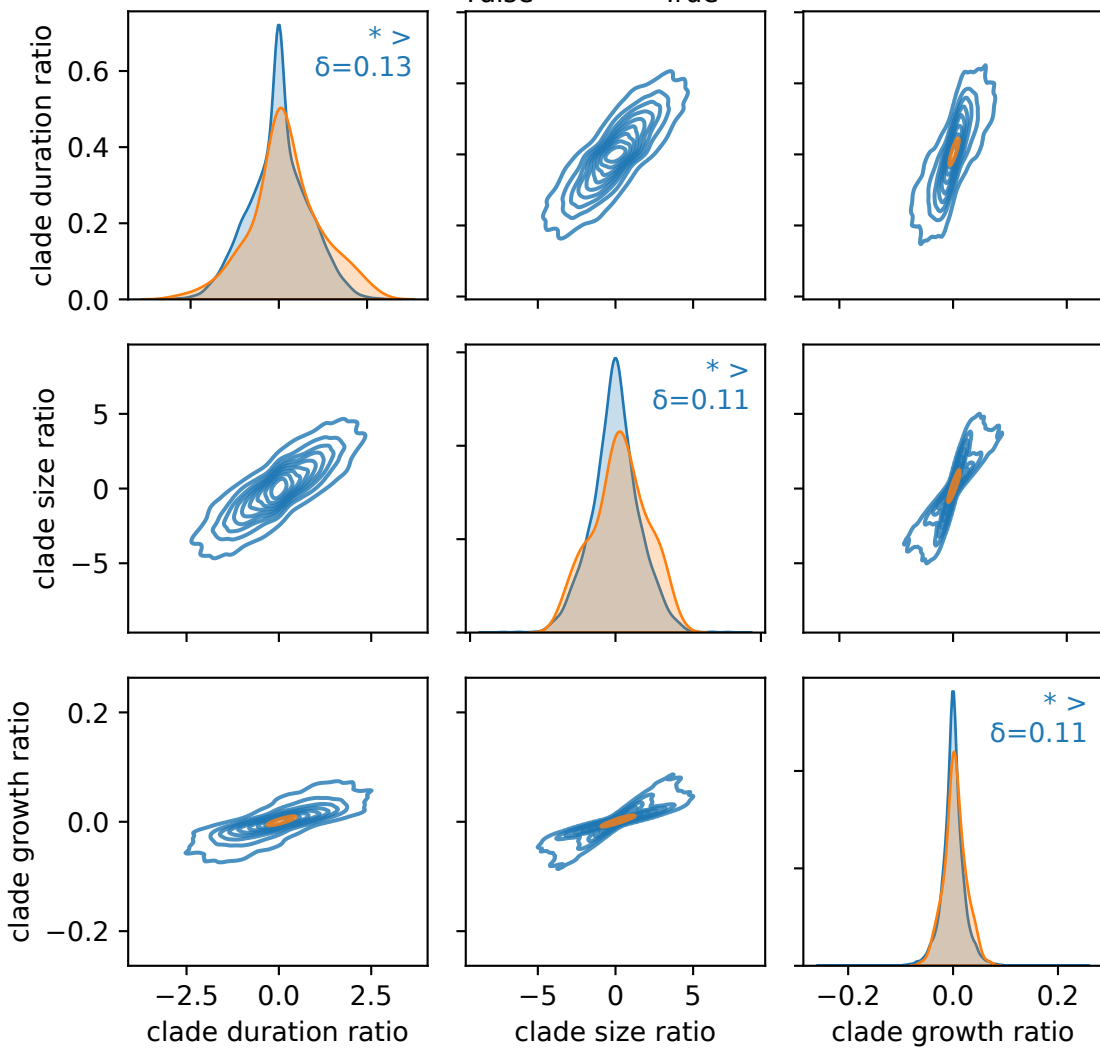 True
clade duration ratio
0.6
0.4
0.2
0.0
* >
δ=0.13
clade size ratio
5
0
−5
* >
δ=0.11
clade growth ratio
0.2
0.0
−0.2
* >
δ=0.11
−2.5 0.0 2.5
−5 0 5
−0.2 0.0 0.2
clade duration ratio
clade size ratio
clade growth ratio